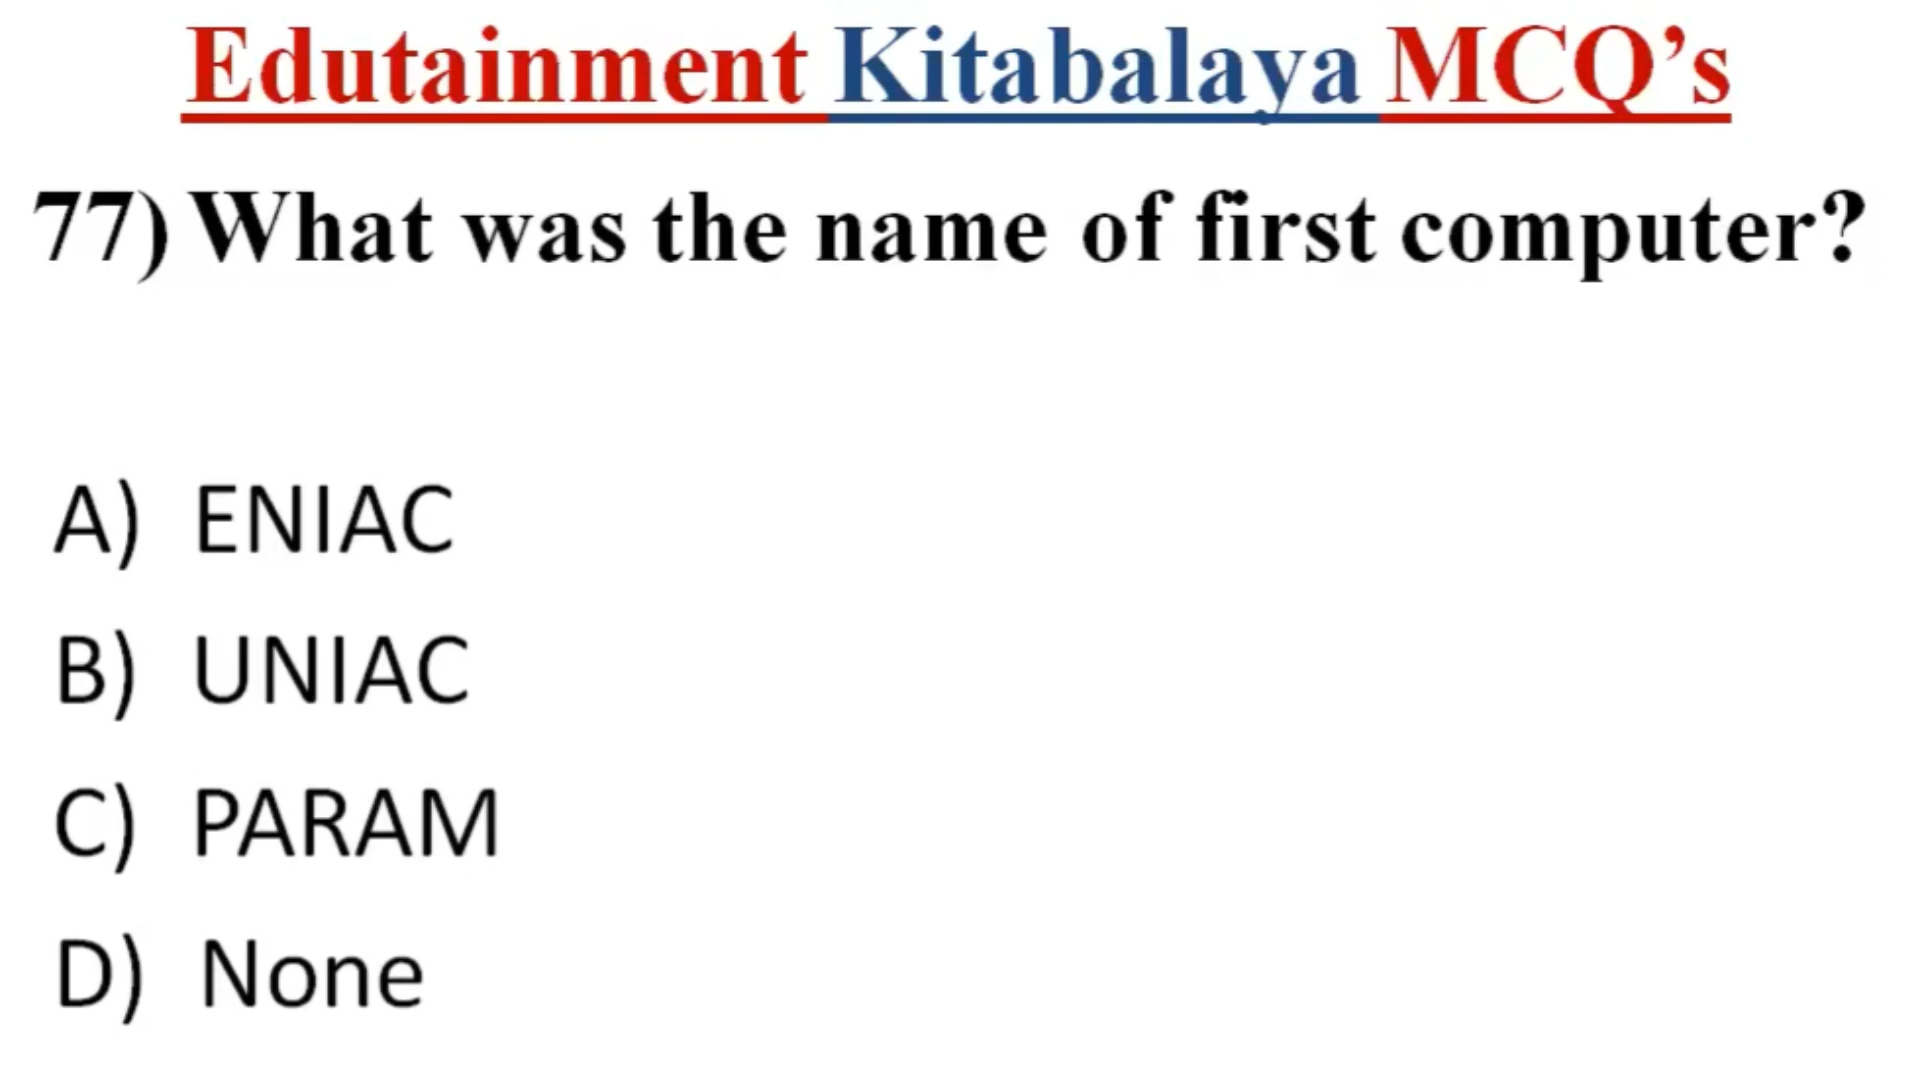 Edutainment Kitabalaya MCQ’s
77) What was the name of first computer?
A) ENIAC
B) UNIAC
C) PARAM
D) None